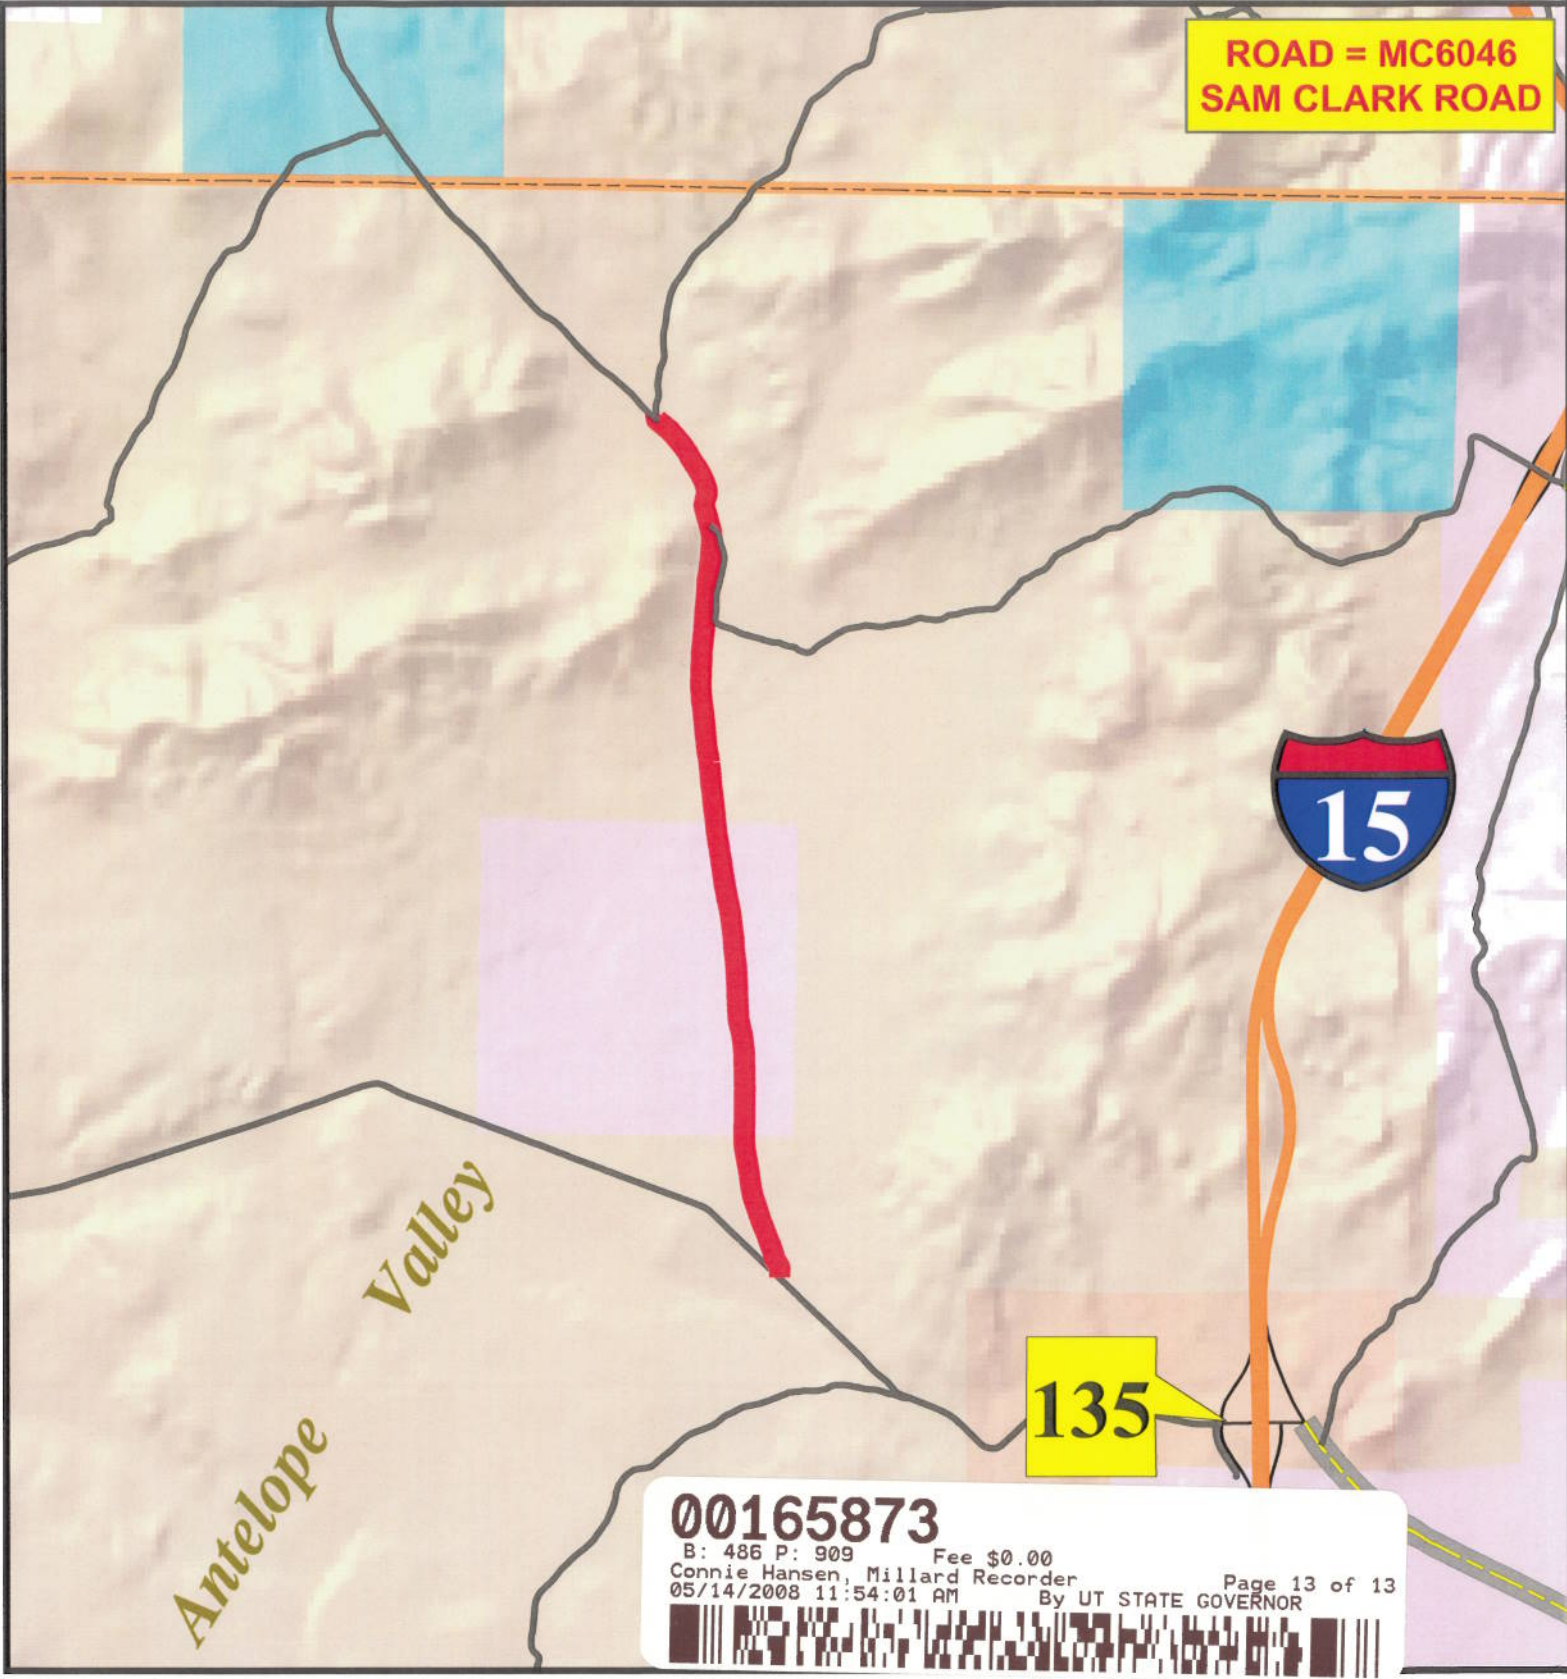 ROAD = MC6046
SAM CLARK ROAD
15
Valley
Antelope
135
00165873
B: 486 P: 909 Fee $0.00
Connie Hansen, Millard Recorder Page 13 of 13
05/14/2008 11:54:01 AM By UT STATE GOVERNOR